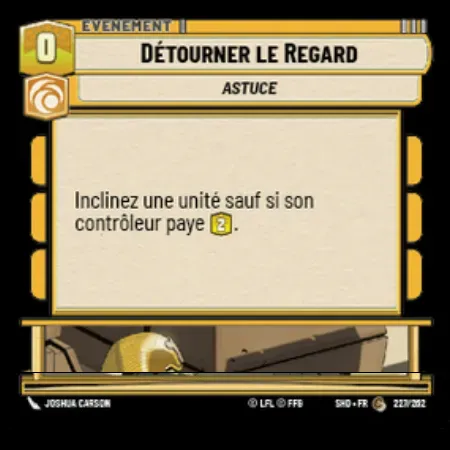 ÉVÉNEMENT
0
DÉTOURNER LE REGARD
ASTUCE
Inclinez une unité sauf si son
contrôleur paye 2.
JOSHUA CARSON © LFL © FFG SHD • FR 227/262